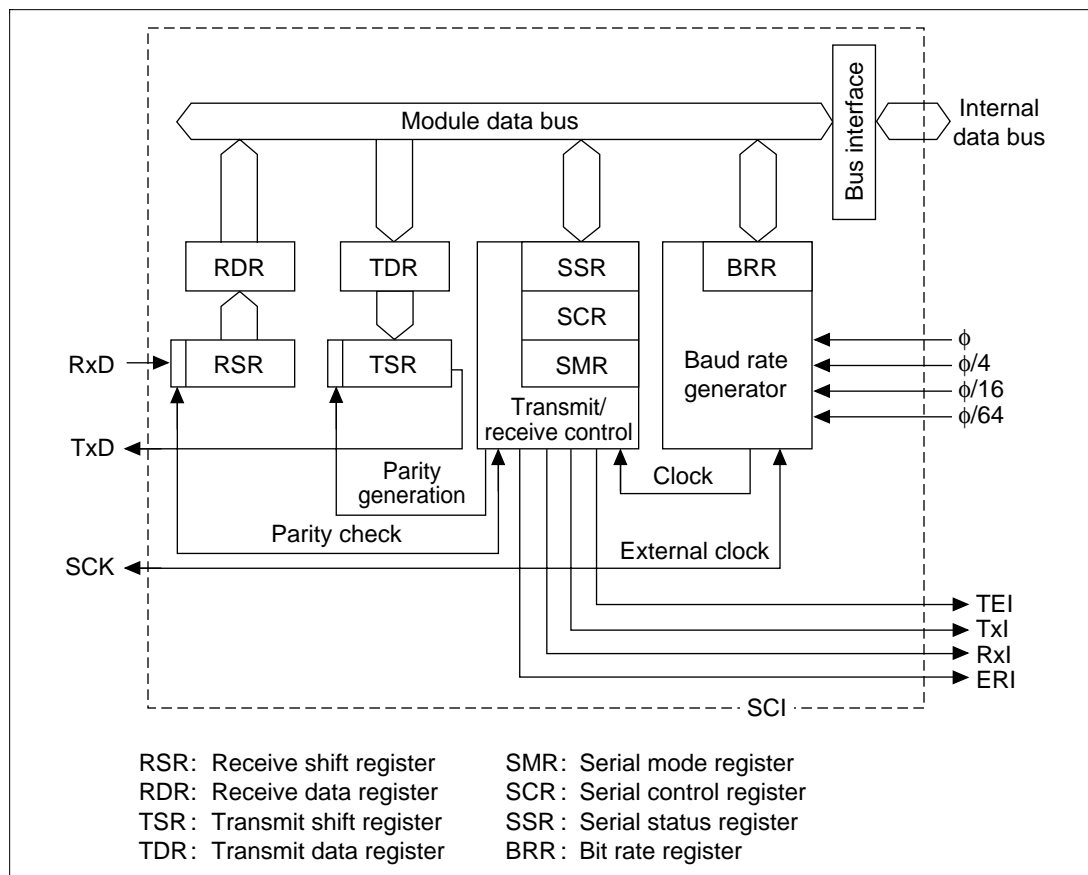 Module data bus
Bus interface
Internal
data bus
RDR
TDR
SSR
BRR
SCR
RSR
TSR
SMR
RxD
TxD
SCK
Baud rate
generator
ϕ
ϕ/4
ϕ/16
ϕ/64
Transmit/
receive control
Parity
generation
Clock
Parity check
External clock
TEI
TxI
RxI
ERI
SCI
RSR: Receive shift register
RDR: Receive data register
TSR: Transmit shift register
TDR: Transmit data register
SMR: Serial mode register
SCR: Serial control register
SSR: Serial status register
BRR: Bit rate register